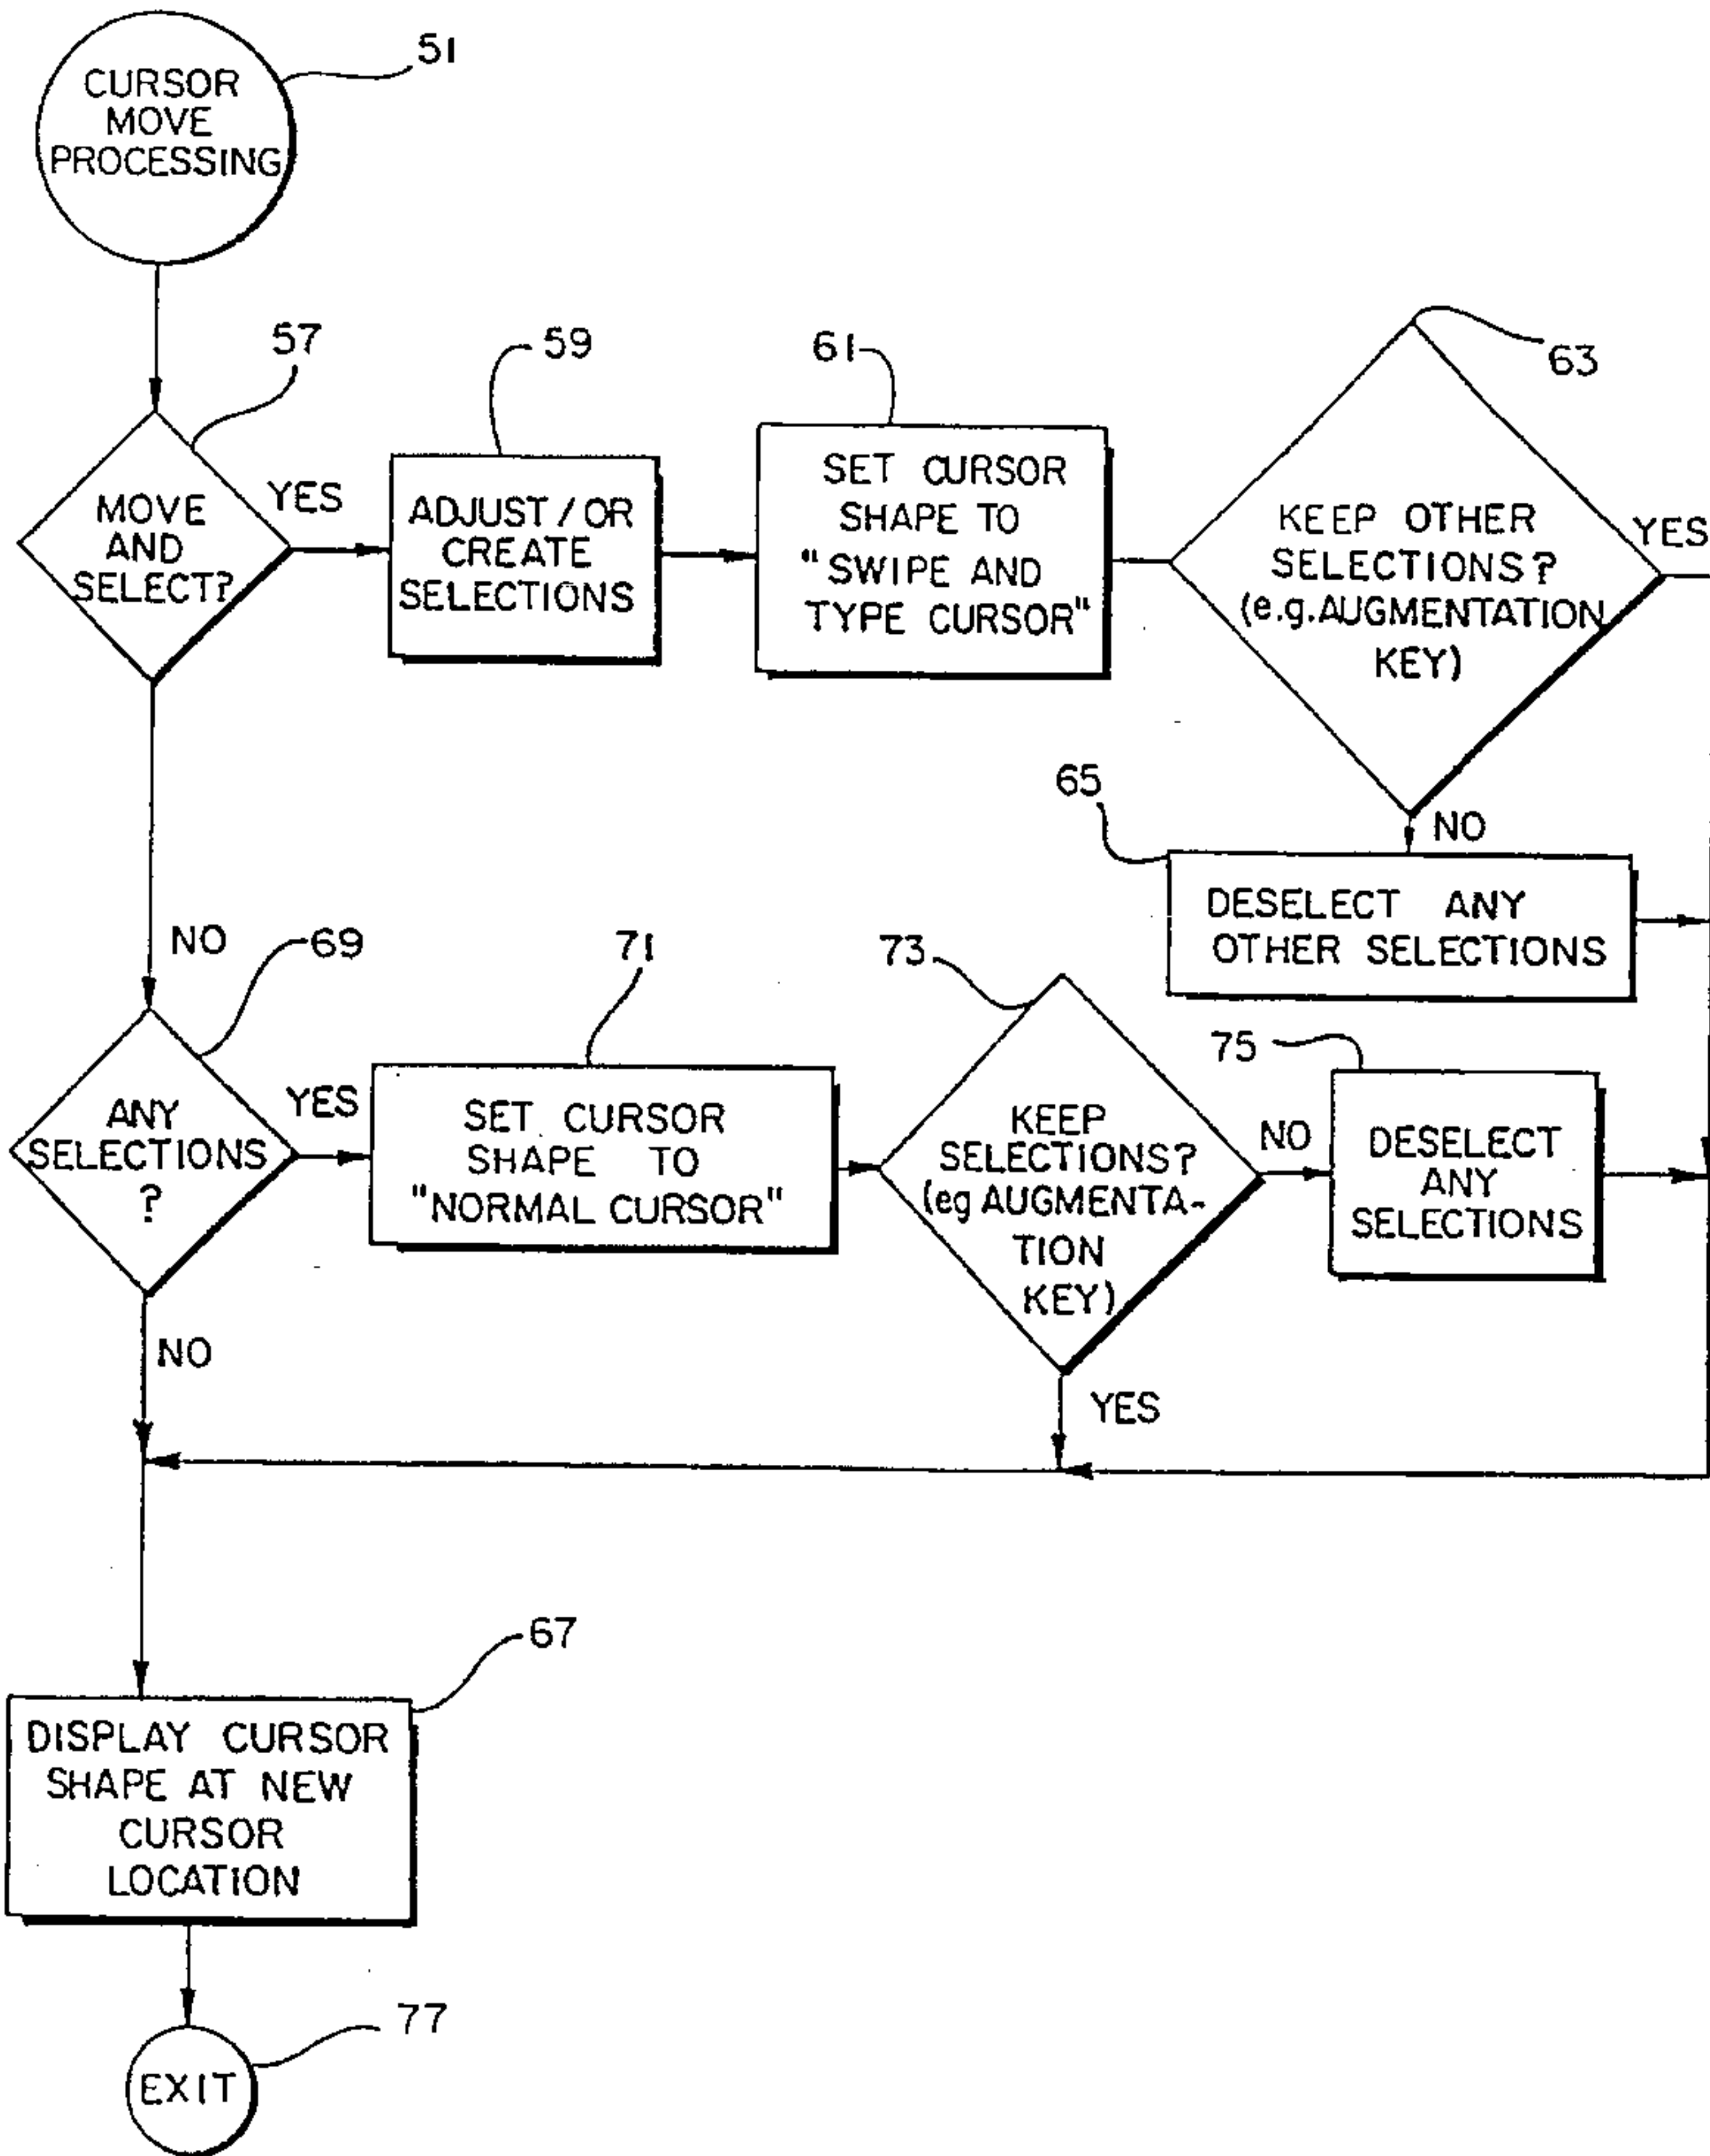 51
CURSOR
MOVE
PROCESSING
57
MOVE
AND
SELECT?
YES
59
ADJUST/OR
CREATE
SELECTIONS
61
SET CURSOR
SHAPE TO
"SWIPE AND
TYPE CURSOR"
63
KEEP OTHER
SELECTIONS?
(e.g. AUGMENTATION
KEY)
YES
NO
65
DESELECT ANY
OTHER SELECTIONS
NO
69
ANY
SELECTIONS
?
YES
71
SET CURSOR
SHAPE TO
"NORMAL CURSOR"
73
KEEP
SELECTIONS?
(eg AUGMENTA-
TION
KEY)
NO
75
DESELECT
ANY
SELECTIONS
NO
YES
67
DISPLAY CURSOR
SHAPE AT NEW
CURSOR
LOCATION
77
EXIT